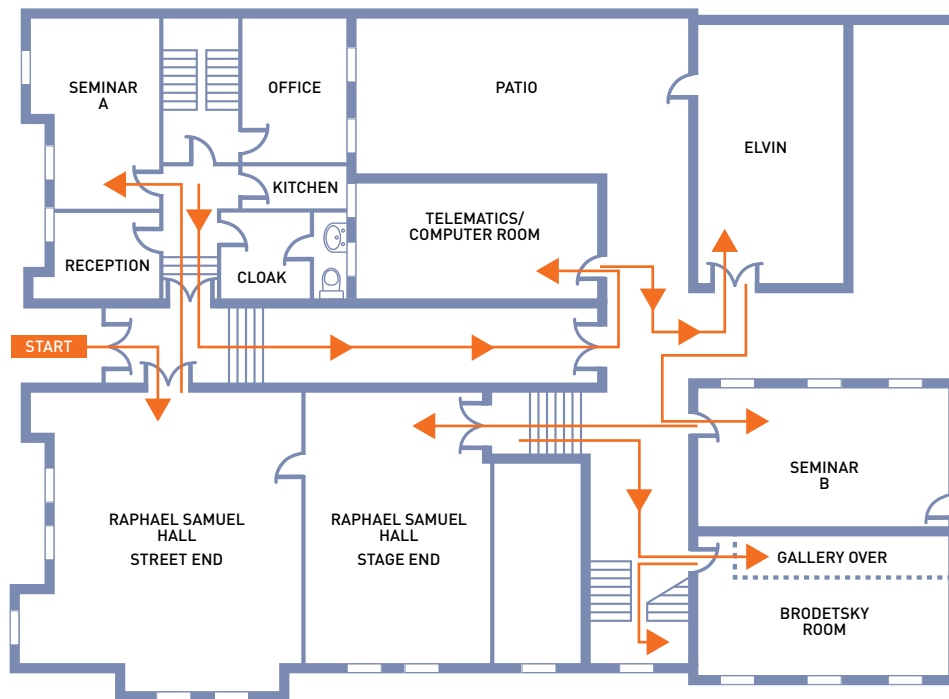 SEMINAR
A
OFFICE
PATIO
ELVIN
KITCHEN
TELEMATICS/
COMPUTER ROOM
RECEPTION
CLOAK
START
SEMINAR
B
RAPHAEL SAMUEL
HALL
STREET END
RAPHAEL SAMUEL
HALL
STAGE END
GALLERY OVER
BRODETSKY
ROOM